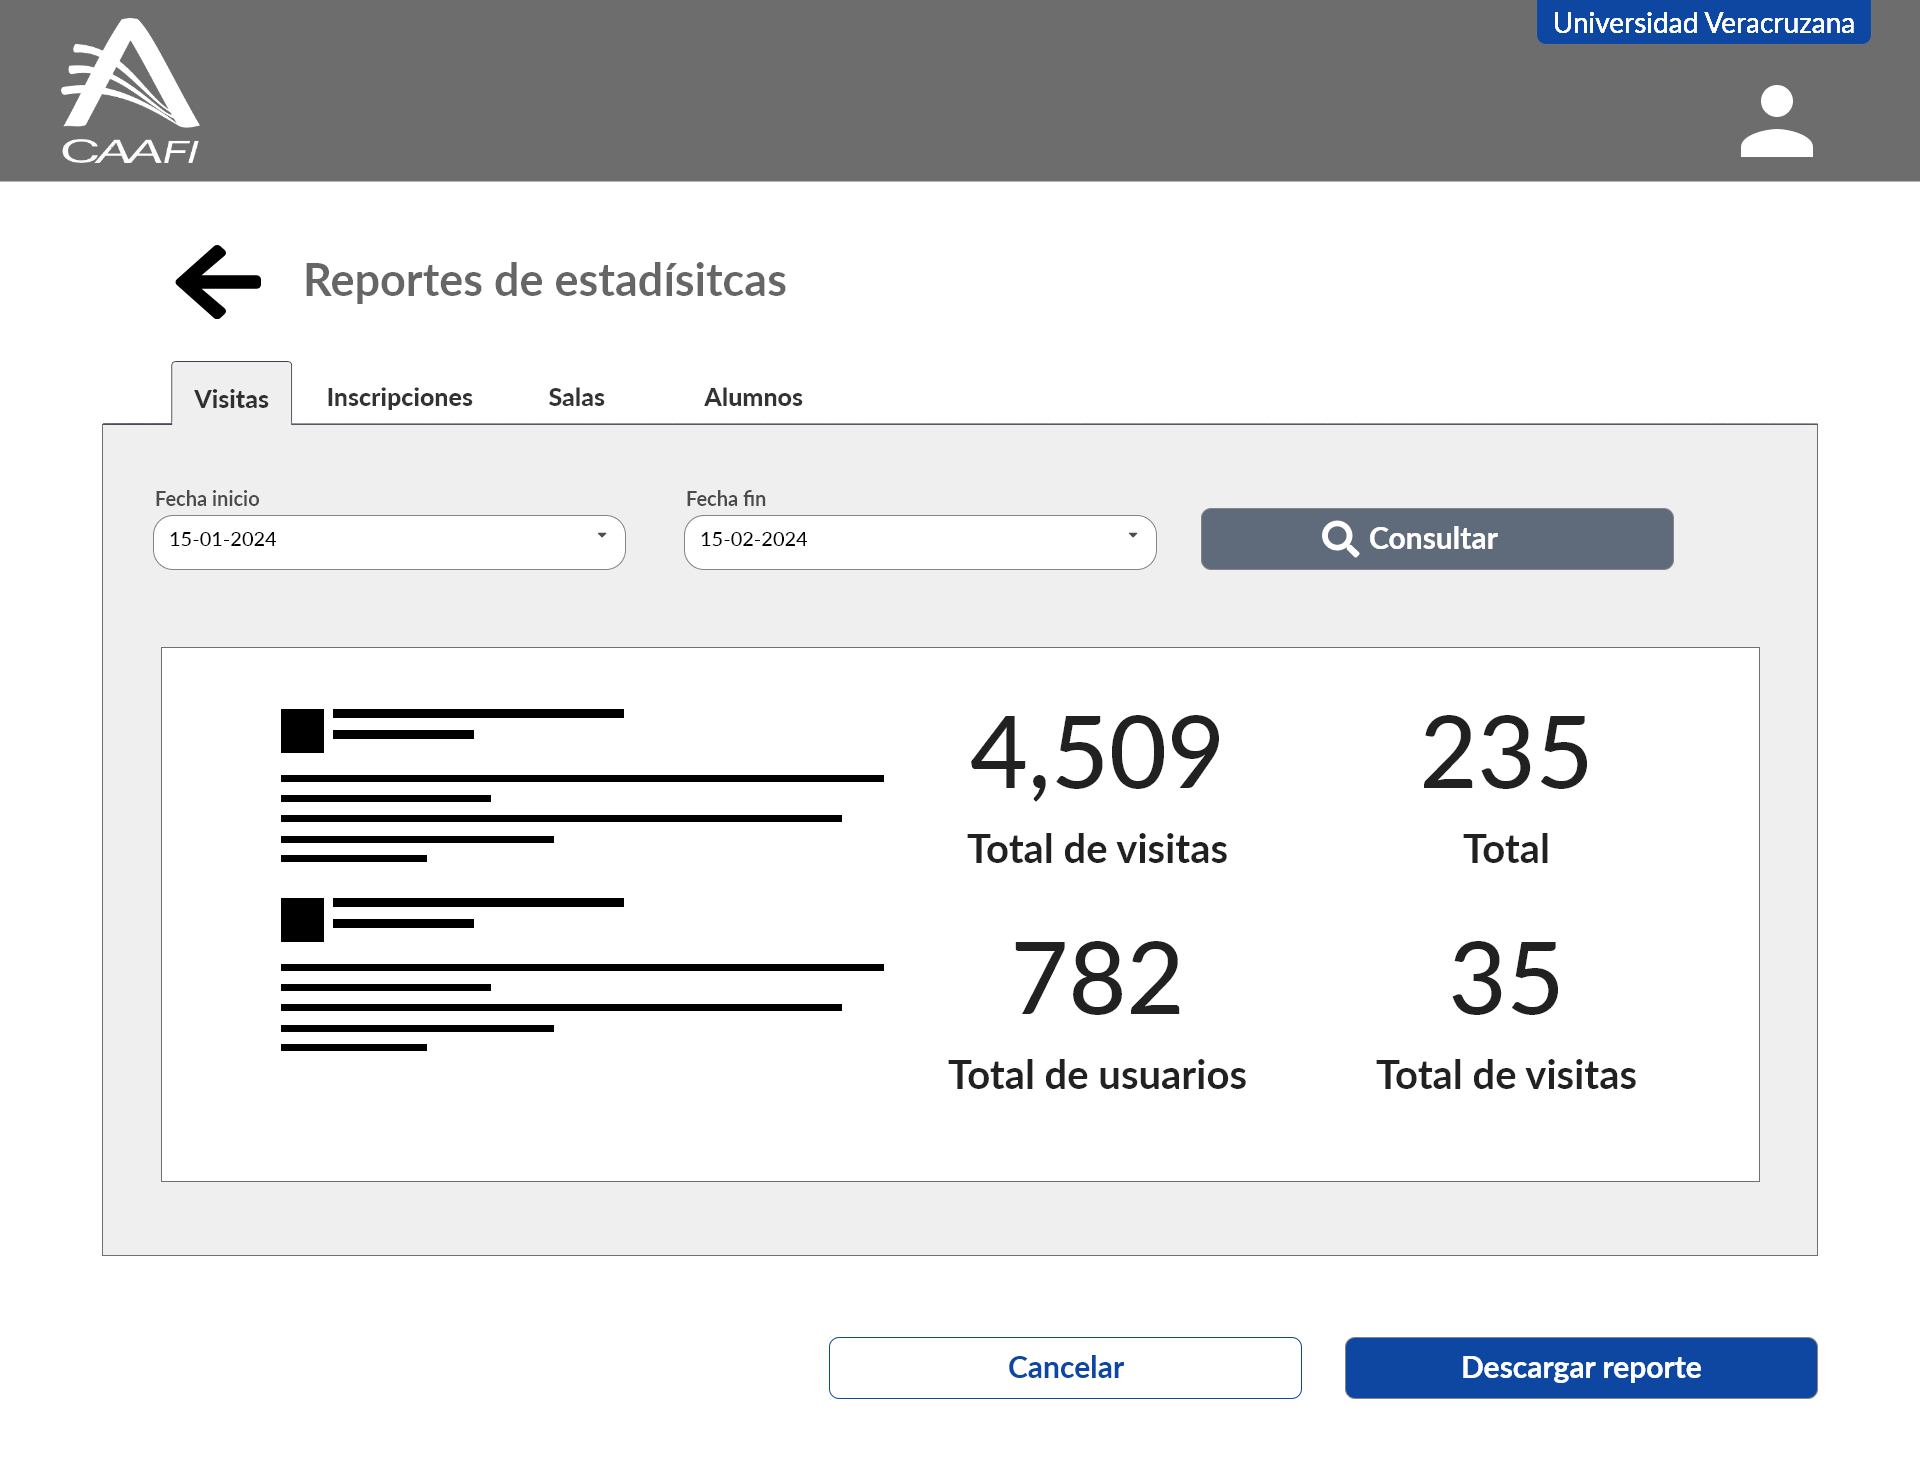 Universidad Veracruzana
CAAFI
Reportes de estadísitcas
Visitas
Inscripciones
Salas
Alumnos
Fecha inicio
Fecha fin
15-01-2024
15-02-2024
Consultar
4,509
235
Total de visitas
Total
782
35
Total de usuarios
Total de visitas
Cancelar
Descargar reporte